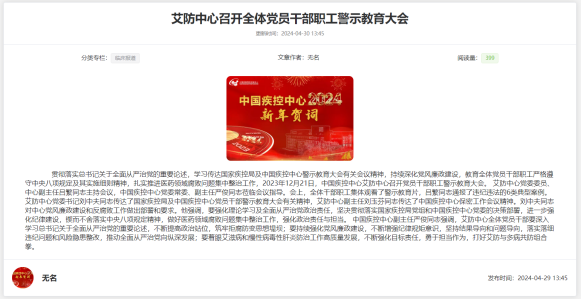 艾防中心召开全体党员干部职工警示教育大会
更新时间：2024-04-30 13:45
分类专栏： 临床报道 文章作者：无名 阅读量： 388
中国疾控中心 2024
新年贺词
贯彻落实总书记关于全面从严治党的重要论述，学习传达国家疾控局及中国疾控中心警示教育大会有关会议精神，持续深化党风廉政建设，教育全体党员干部职工严格遵
守中央八项规定及其实施细则精神，扎实推进医药领域腐败问题集中整治工作，2023年12月21日，中国疾控中心艾防中心召开党员干部职工警示教育大会。 艾防中心党委委员、
中心副主任吕繁同志主持会议，中国疾控中心党委常委、副主任严俊同志莅临会议指导。会上，全体干部职工集体观看了警示教育片，吕繁同志通报了违纪违法的6类典型案例。
艾防中心党委书记刘中夫同志传达了国家疾控局及中国疾控中心党员干部警示教育大会有关精神，艾防中心副主任刘玉芬同志传达了中国疾控中心保密工作会议精神。刘中夫同志
对中心党风廉政建设和反腐败工作做出部署和要求。他强调，要强化理论学习及全面从严治党政治责任，坚决贯彻落实国家疾控局党组和中国疾控中心党委的决策部署，进一步强
化纪律建设，锲而不舍落实中央八项规定精神，做好医药领域腐败问题集中整治工作，强化政治责任与担当。 中国疾控中心副主任严俊同志强调，艾防中心全体党员干部要深入
学习总书记关于全面从严治党的重要论述，不断提高政治站位，筑牢拒腐防变思想堤坝；要持续强化党风廉政建设，不断增强纪律规矩意识，坚持结果导向和问题导向，落实落细
违纪问题和风险隐患整改，推动全面从严治党向纵深发展；要着眼艾滋病和慢性病毒性肝炎防治工作高质量发展，不断强化目标责任，勇于担当作为，打好艾防与乡病共防组合
拳。
无名 发布时间：2024-04-29 13:45